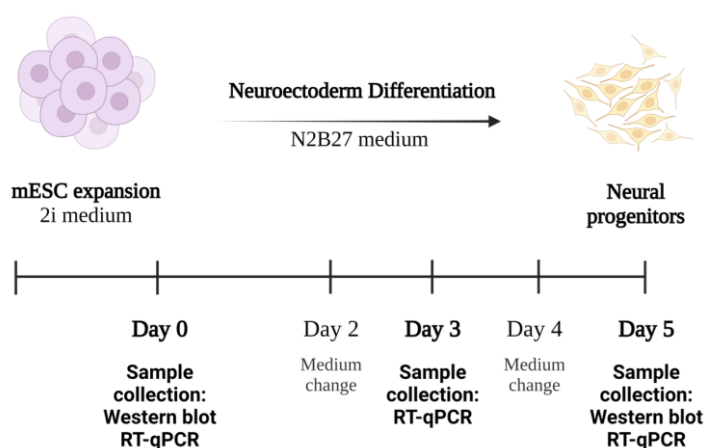 Neuroectoderm Differentiation
N2B27 medium
mESC expansion
2i medium
Neural
progenitors
Day 0
Day 2
Day 3
Day 4
Day 5
Sample
collection:
Western blot
RT-qPCR
Medium
change
Sample
collection:
RT-qPCR
Medium
change
Sample
collection:
Western blot
RT-qPCR